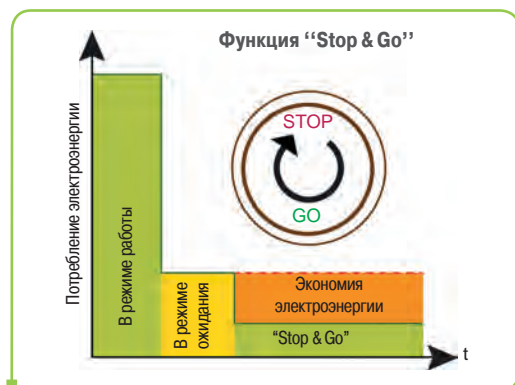 Функция "Stop & Go"
Потребление электроэнергии
STOP
GO
В режиме работы
В режиме
ожидания
Экономия
электроэнергии
"Stop & Go"
t